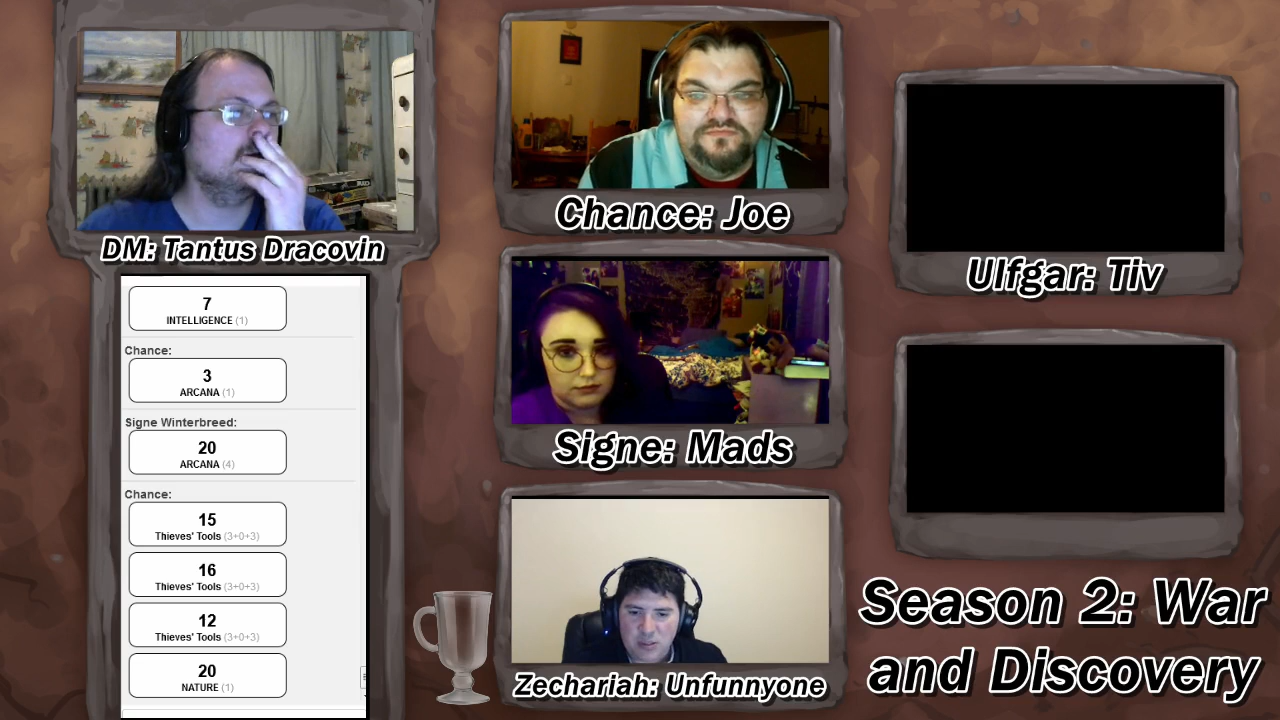 DM: Tantus Dracovin
7
INTELLIGENCE (1)
Chance:
3
ARCANA (1)
Signe Winterbreed:
20
ARCANA (4)
Chance:
15
Thieves' Tools (3+0+3)
16
Thieves' Tools (3+0+3)
12
Thieves' Tools (3+0+3)
20
NATURE (1)
Chance: Joe
Signe: Mads
Zechariah: Unfunnyone
Ulfgar: Tiv
Season 2: War
and Discovery